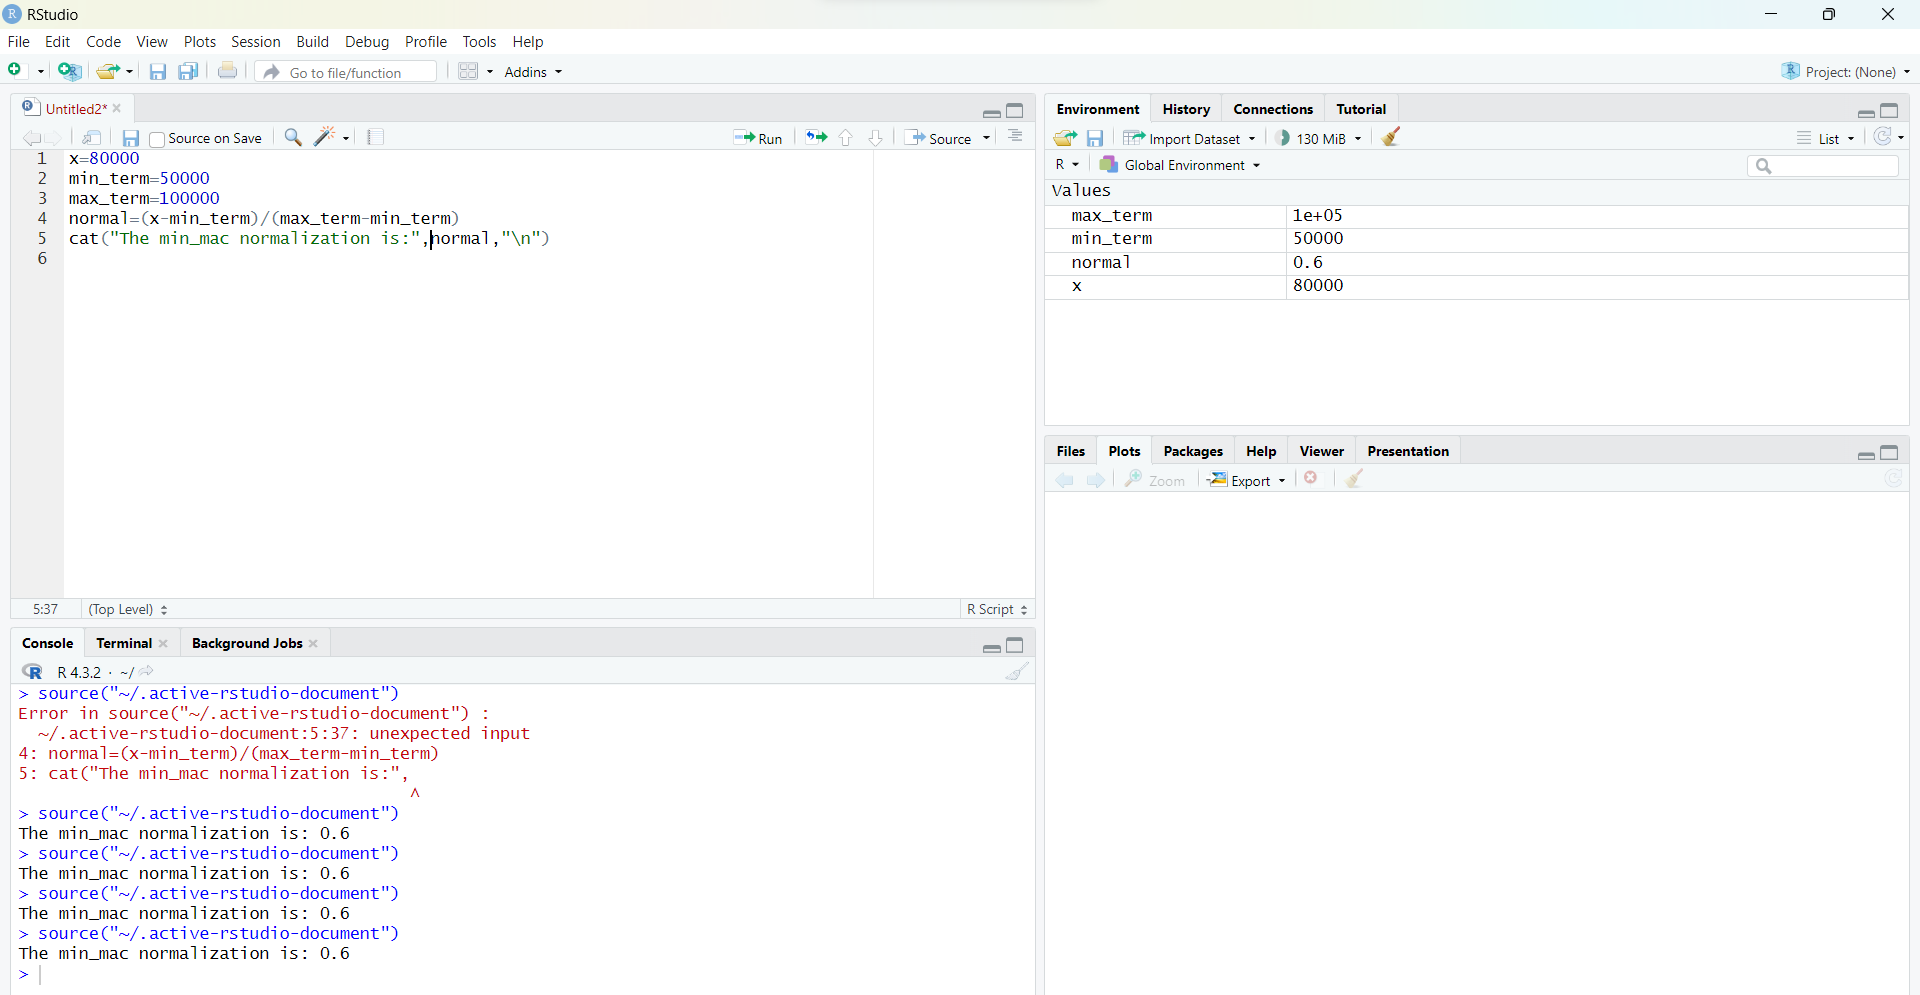 RStudio
File Edit Code View Plots Session Build Debug Profile Tools Help
Go to file/function Addins Project: (None)
Untitled2*
Source on Save Run Source
1 x=80000
2 min_term=50000
3 max_term=100000
4 normal=(x-min_term)/(max_term-min_term)
5 cat("The min_mac normalization is:",normal,"\n")
6
5:37 (Top Level) R Script
Console Terminal Background Jobs
R 4.3.2 · ~/
> source("~/.active-rstudio-document")
Error in source("~/.active-rstudio-document") :
~/.active-rstudio-document:5:37: unexpected input
4: normal=(x-min_term)/(max_term-min_term)
5: cat("The min_mac normalization is:",
^
> source("~/.active-rstudio-document")
The min_mac normalization is: 0.6
> source("~/.active-rstudio-document")
The min_mac normalization is: 0.6
> source("~/.active-rstudio-document")
The min_mac normalization is: 0.6
> source("~/.active-rstudio-document")
The min_mac normalization is: 0.6
>
Environment History Connections Tutorial
Import Dataset 130 MiB List
R Global Environment
Values
max_term 1e+05
min_term 50000
normal 0.6
x 80000
Files Plots Packages Help Viewer Presentation
Zoom Export